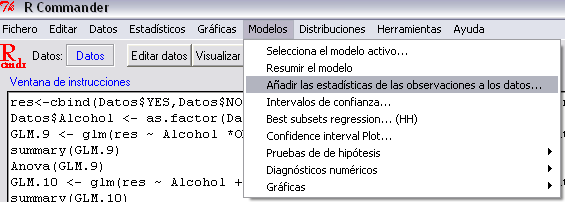 R Commander
Fichero Editar Datos Estadísticos Gráficas Modelos Distribuciones Herramientas Ayuda
R cmdr Datos: Datos Editar datos Visualizar
Selecciona el modelo activo...
Resumir el modelo
Añadir las estadísticas de las observaciones a los datos...
Intervalos de confianza...
Best subsets regression... (HH)
Confidence interval Plot...
Pruebas de de hipótesis
Diagnósticos numéricos
Gráficas
Ventana de instrucciones
res<-cbind(Datos$YES,Datos$NO
Datos$Alcohol <- as.factor(Da
GLM.9 <- glm(res ~ Alcohol *O
summary(GLM.9)
Anova(GLM.9)
GLM.10 <- glm(res ~ Alcohol +
summary(GLM.10)